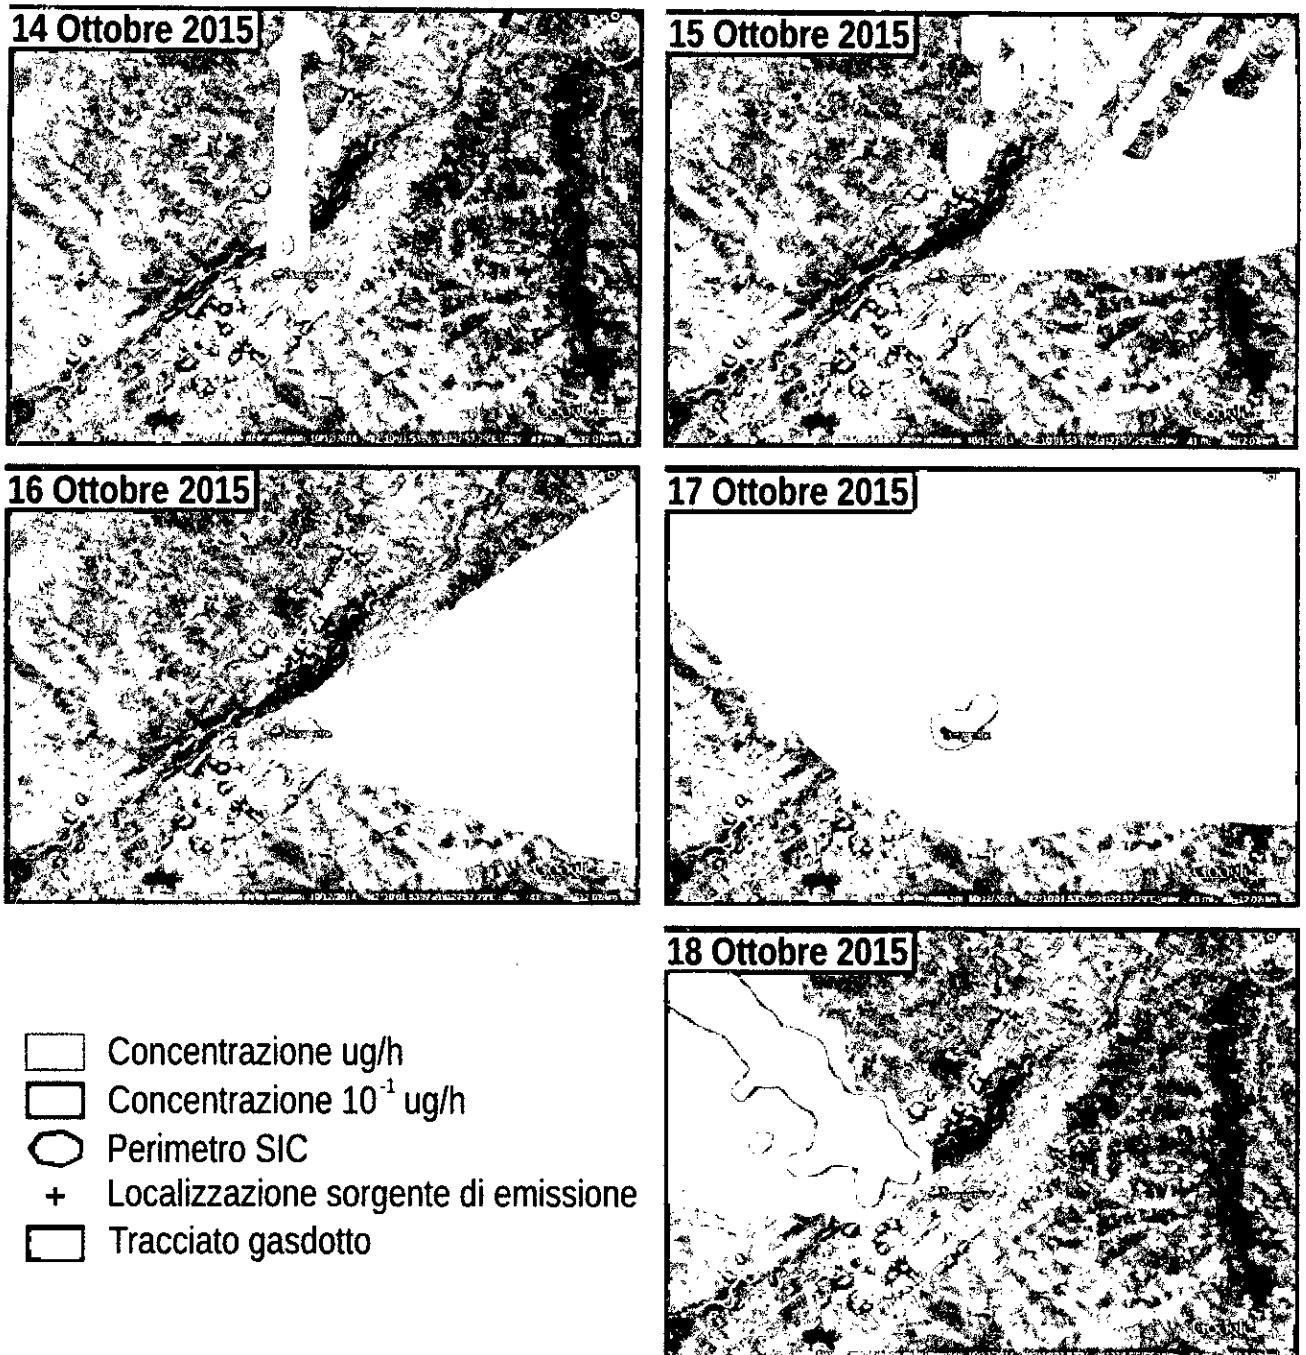 14 Ottobre 2015
15 Ottobre 2015
16 Ottobre 2015
17 Ottobre 2015
18 Ottobre 2015
Concentrazione ug/h
Concentrazione 10⁻¹ ug/h
Perimetro SIC
Localizzazione sorgente di emissione
Tracciato gasdotto